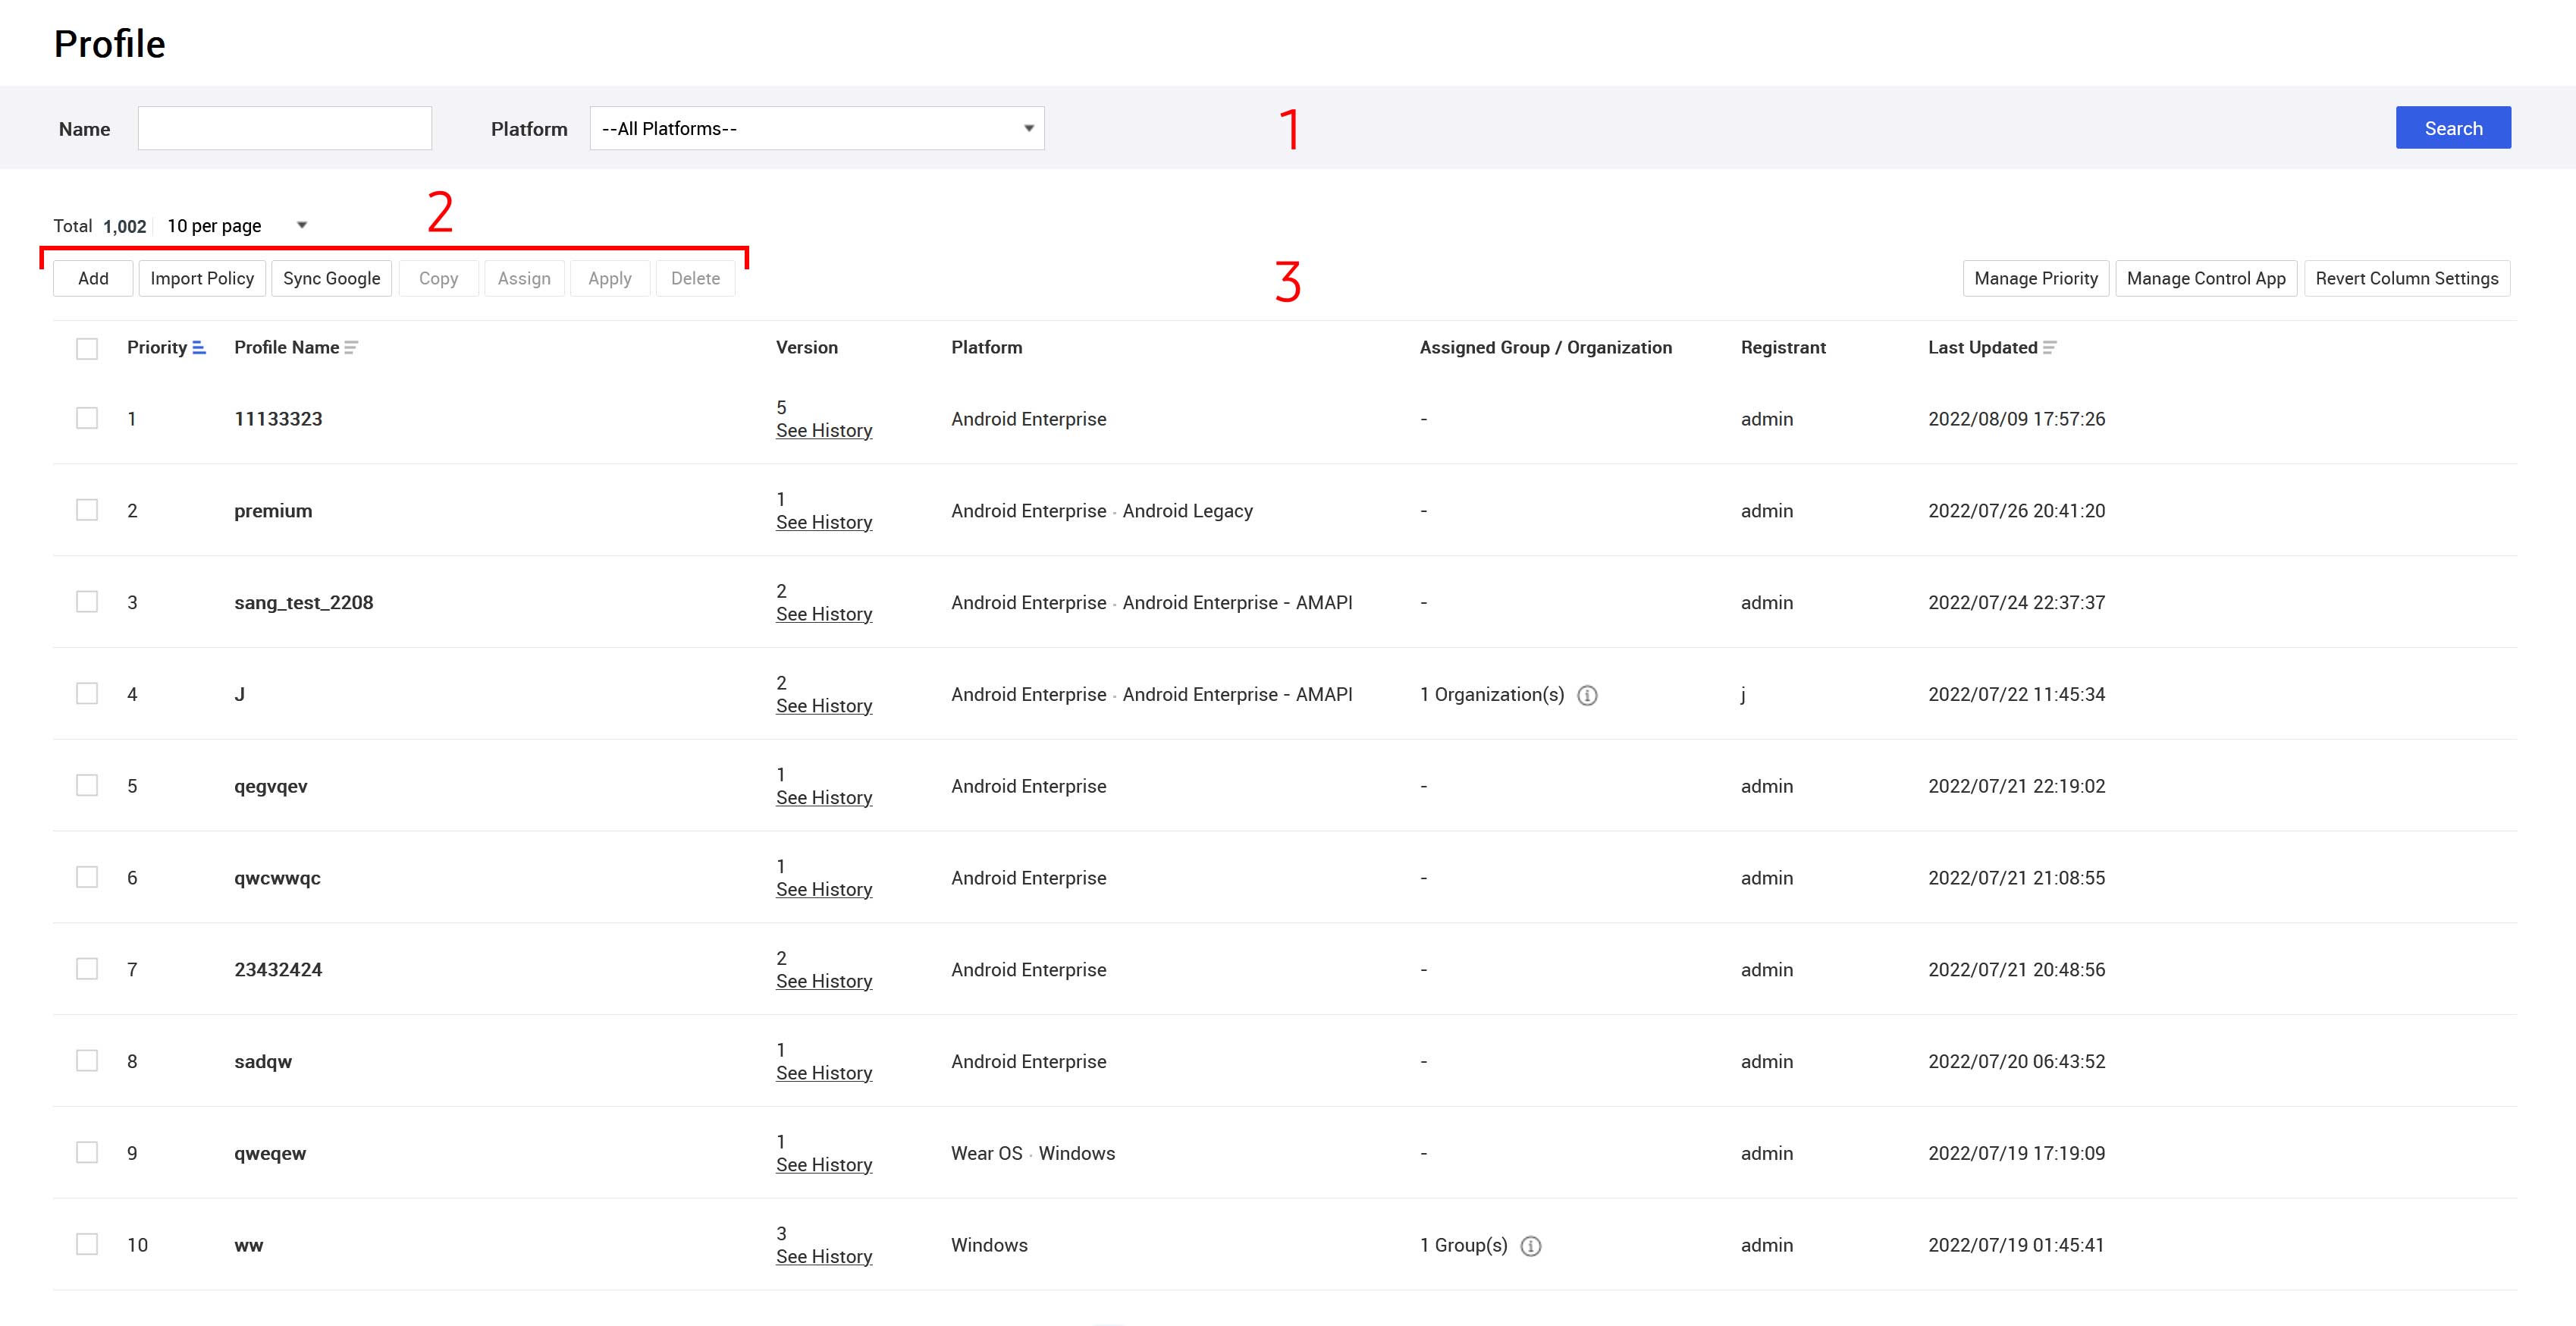 Profile
Name Platform --All Platforms-- 1 Search
2
Total 1,002 10 per page
Add Import Policy Sync Google Copy Assign Apply Delete 3 Manage Priority Manage Control App Revert Column Settings
Priority Profile Name Version Platform Assigned Group / Organization Registrant Last Updated
1 11133323 5 See History Android Enterprise - admin 2022/08/09 17:57:26
2 premium 1 See History Android Enterprise · Android Legacy - admin 2022/07/26 20:41:20
3 sang_test_2208 2 See History Android Enterprise · Android Enterprise - AMAPI - admin 2022/07/24 22:37:37
4 J 2 See History Android Enterprise · Android Enterprise - AMAPI 1 Organization(s) j 2022/07/22 11:45:34
5 qegvqev 1 See History Android Enterprise - admin 2022/07/21 22:19:02
6 qwcwwqc 1 See History Android Enterprise - admin 2022/07/21 21:08:55
7 23432424 2 See History Android Enterprise - admin 2022/07/21 20:48:56
8 sadqw 1 See History Android Enterprise - admin 2022/07/20 06:43:52
9 qweqew 1 See History Wear OS · Windows - admin 2022/07/19 17:19:09
10 ww 3 See History Windows 1 Group(s) admin 2022/07/19 01:45:41